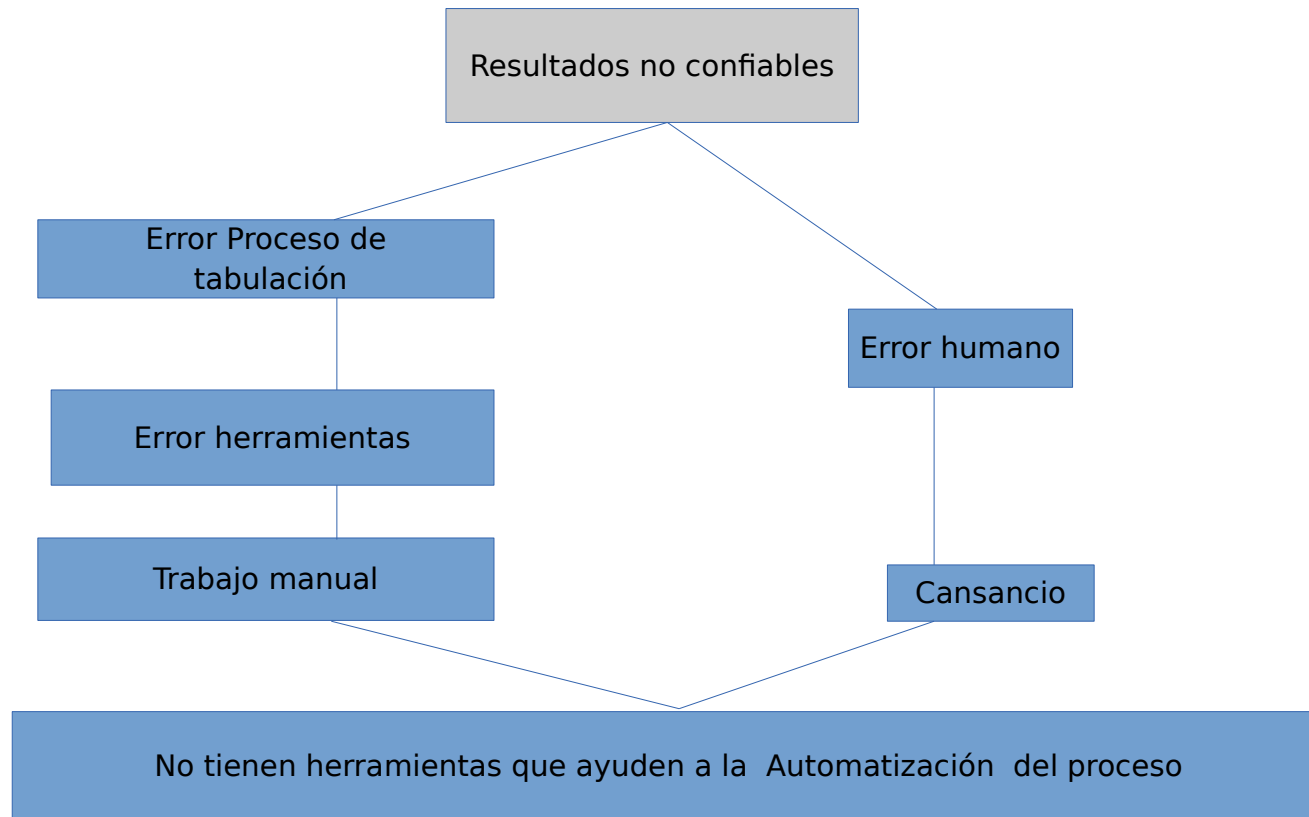 Resultados no confiables
Error Proceso de
tabulación
Error humano
Error herramientas
Trabajo manual
Cansancio
No tienen herramientas que ayuden a la  Automatización  del proceso